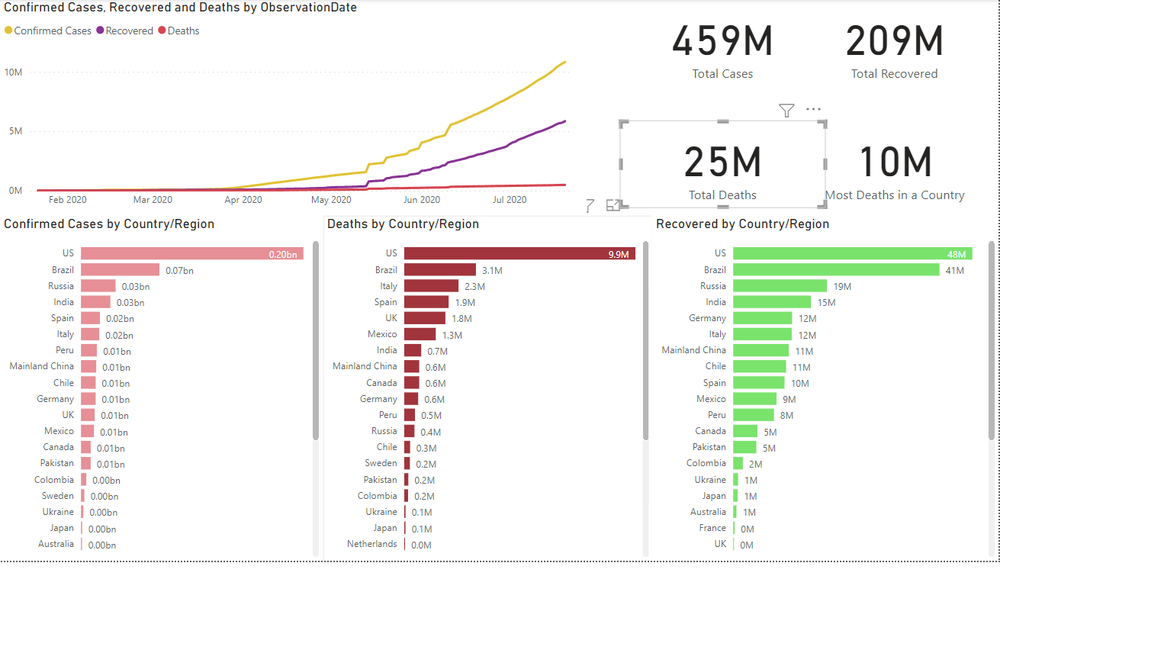 Confirmed Cases, Recovered and Deaths by ObservationDate
Confirmed Cases Recovered Deaths
10M
5M
0M
Feb 2020 Mar 2020 Apr 2020 May 2020 Jun 2020 Jul 2020
459M
Total Cases
209M
Total Recovered
25M
Total Deaths
10M
Most Deaths in a Country
Confirmed Cases by Country/Region
US 0.20bn
Brazil 0.07bn
Russia 0.03bn
India 0.03bn
Spain 0.02bn
Italy 0.02bn
Peru 0.01bn
Mainland China 0.01bn
Chile 0.01bn
Germany 0.01bn
UK 0.01bn
Mexico 0.01bn
Canada 0.01bn
Pakistan 0.01bn
Colombia 0.00bn
Sweden 0.00bn
Ukraine 0.00bn
Japan 0.00bn
Australia 0.00bn
Deaths by Country/Region
US 9.9M
Brazil 3.1M
Italy 2.3M
Spain 1.9M
UK 1.8M
Mexico 1.3M
India 0.7M
Mainland China 0.6M
Canada 0.6M
Germany 0.6M
Peru 0.5M
Russia 0.4M
Chile 0.3M
Sweden 0.2M
Pakistan 0.2M
Colombia 0.2M
Ukraine 0.1M
Japan 0.1M
Netherlands 0.0M
Recovered by Country/Region
US 48M
Brazil 41M
Russia 19M
India 15M
Germany 12M
Italy 12M
Mainland China 11M
Chile 11M
Spain 10M
Mexico 9M
Peru 8M
Canada 5M
Pakistan 5M
Colombia 2M
Ukraine 1M
Japan 1M
Australia 1M
France 0M
UK 0M